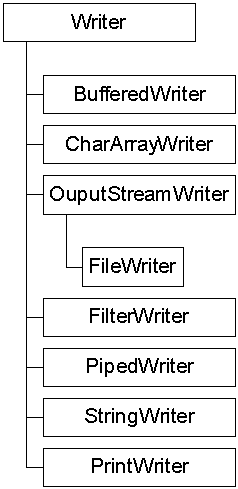 Writer
BufferedWriter
CharArrayWriter
OuputStreamWriter
FileWriter
FilterWriter
PipedWriter
StringWriter
PrintWriter